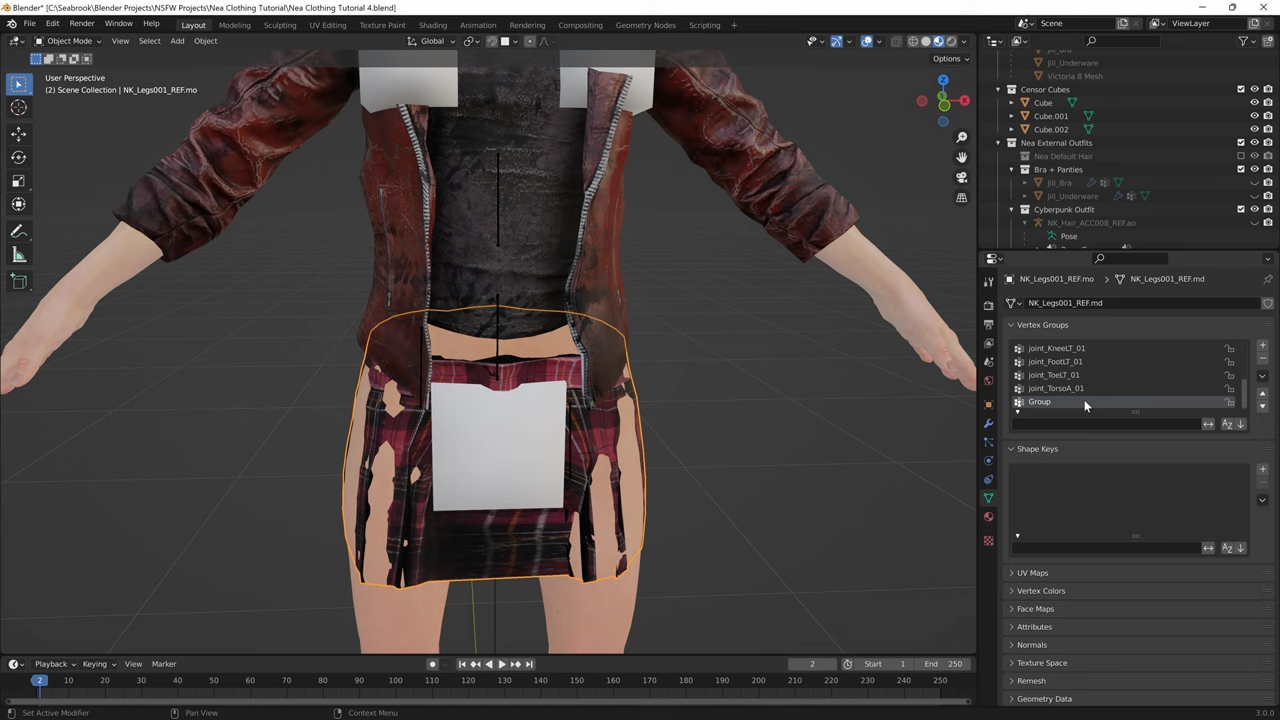 Blender* [C:\Seabrook\Blender Projects\NSFW Projects\Nea Clothing Tutorial\Nea Clothing Tutorial 4.blend]
File Edit Render Window Help Layout Modeling Sculpting UV Editing Texture Paint Shading Animation Rendering Compositing Geometry Nodes Scripting + Scene ViewLayer
Object Mode View Select Add Object Global
Options
User Perspective
(2) Scene Collection | NK_Legs001_REF.mo
Z
X
Jill_Bra
Jill_Underware
Victoria 8 Mesh
Censor Cubes
Cube
Cube.001
Cube.002
Nea External Outfits
Nea Default Hair
Bra + Panties
Jill_Bra
Jill_Underware
Cyberpunk Outfit
NK_Hair_ACC008_REF.ao
Pose
NK_Legs001_REF.mo > NK_Legs001_REF.md
NK_Legs001_REF.md
Vertex Groups
joint_KneeLT_01
joint_FootLT_01
joint_ToeLT_01
joint_TorsoA_01
Group
Shape Keys
UV Maps
Vertex Colors
Face Maps
Attributes
Normals
Texture Space
Remesh
Geometry Data
Playback Keying View Marker 2 Start 1 End 250
2 10 20 30 40 50 60 70 80 90 100 110 120 130 140 150 160 170 180 190 200 210 220 230 240 250
Set Active Modifier Pan View Context Menu 3.0.0